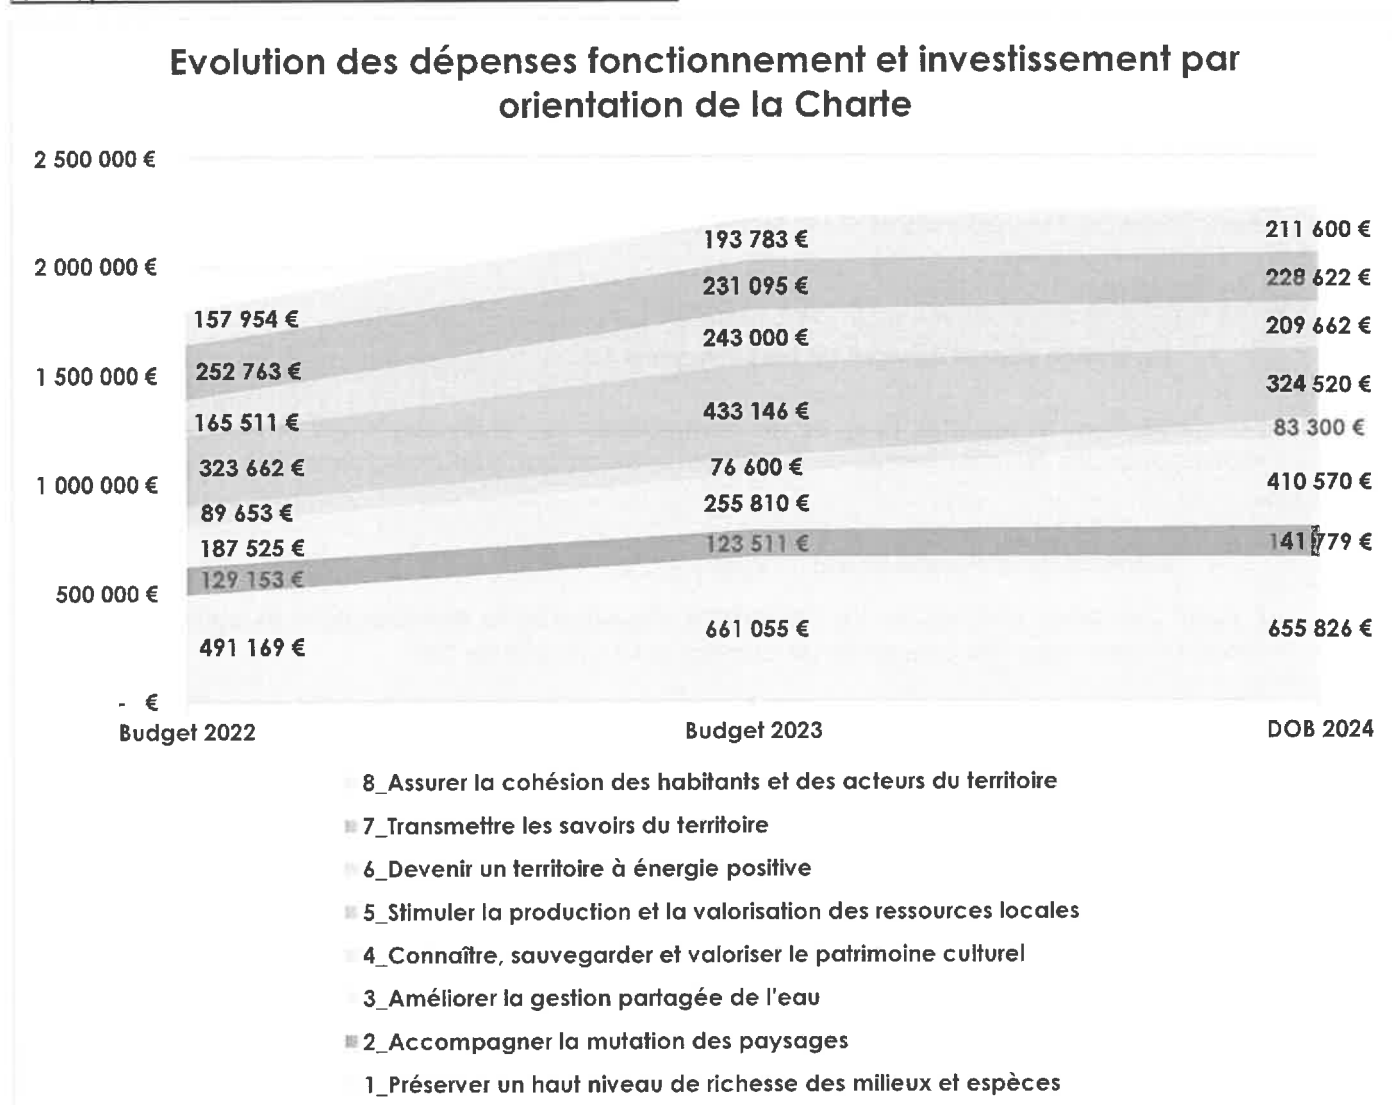 Evolution des dépenses fonctionnement et investissement par
orientation de la Charte
2 500 000 €
2 000 000 €
1 500 000 €
1 000 000 €
500 000 €
- €
157 954 €
252 763 €
165 511 €
323 662 €
89 653 €
187 525 €
129 153 €
491 169 €
193 783 €
231 095 €
243 000 €
433 146 €
76 600 €
255 810 €
123 511 €
661 055 €
211 600 €
228 622 €
209 662 €
324 520 €
83 300 €
410 570 €
141 779 €
655 826 €
Budget 2022
Budget 2023
DOB 2024
8_Assurer la cohésion des habitants et des acteurs du territoire
7_Transmettre les savoirs du territoire
6_Devenir un territoire à énergie positive
5_Stimuler la production et la valorisation des ressources locales
4_Connaître, sauvegarder et valoriser le patrimoine culturel
3_Améliorer la gestion partagée de l'eau
2_Accompagner la mutation des paysages
1_Préserver un haut niveau de richesse des milieux et espèces